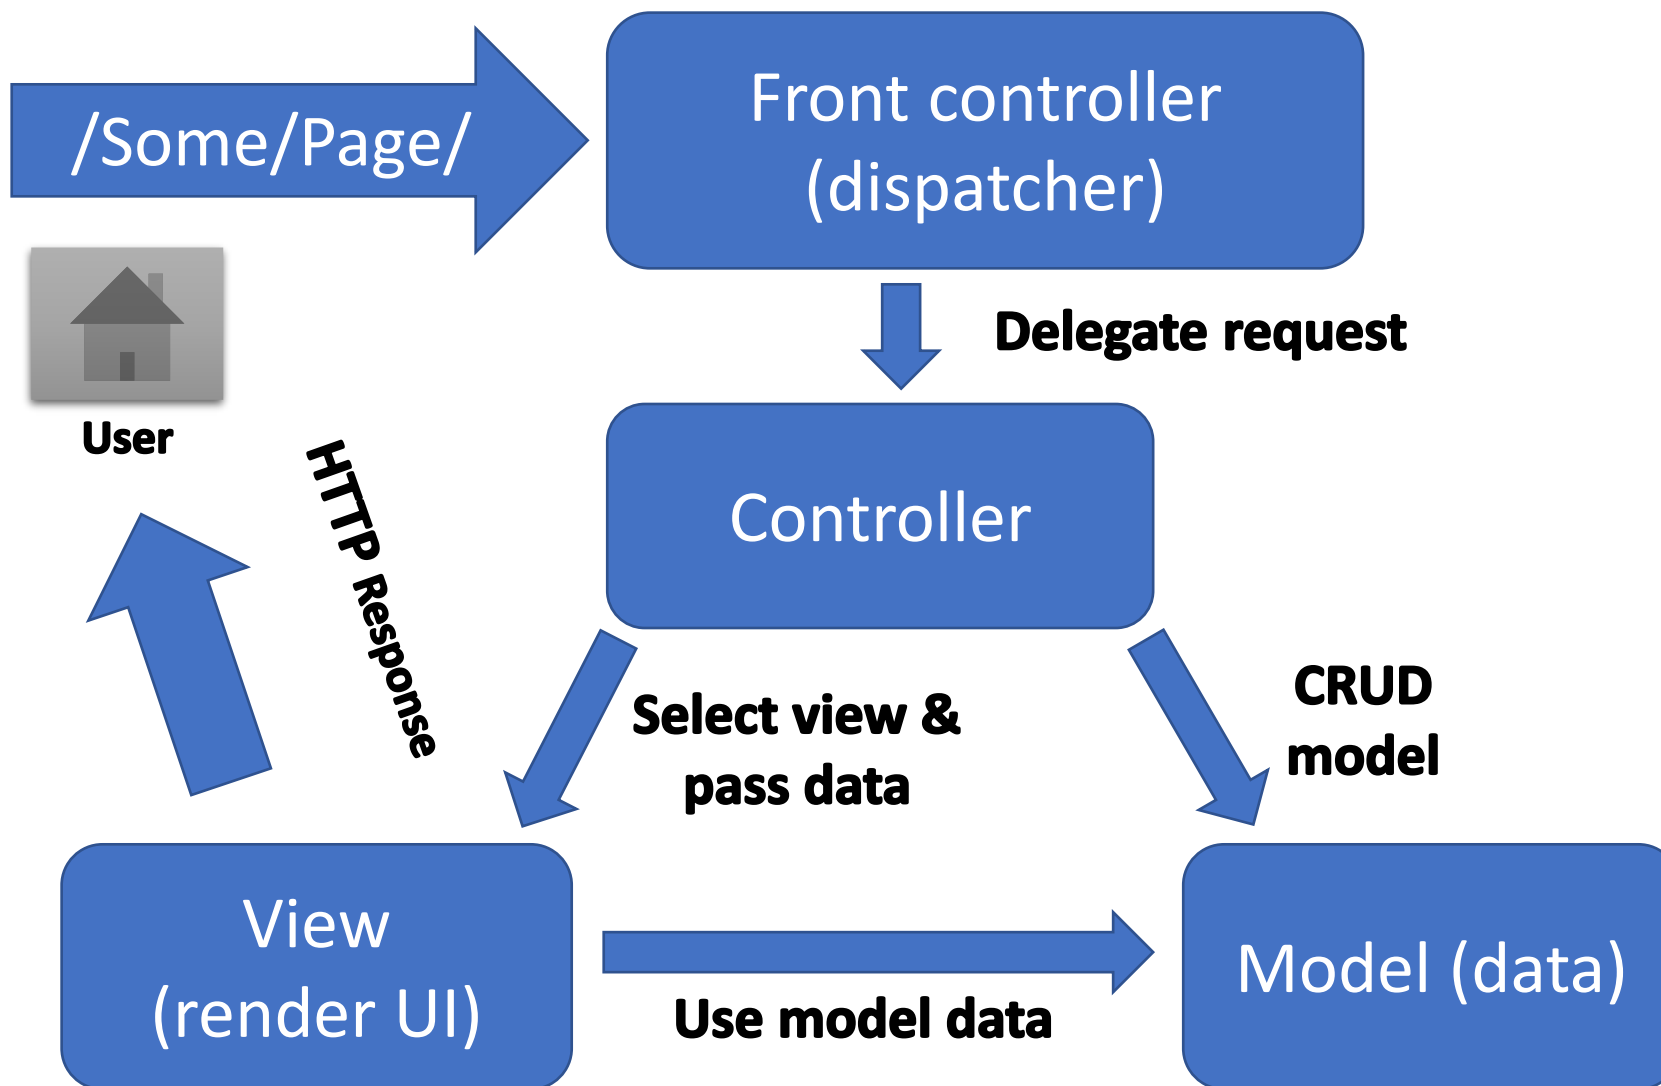 /Some/Page/
Front controller
(dispatcher)
Delegate request
User
HTTP Response
Controller
Select view &
pass data
CRUD
model
View
(render UI)
Use model data
Model (data)